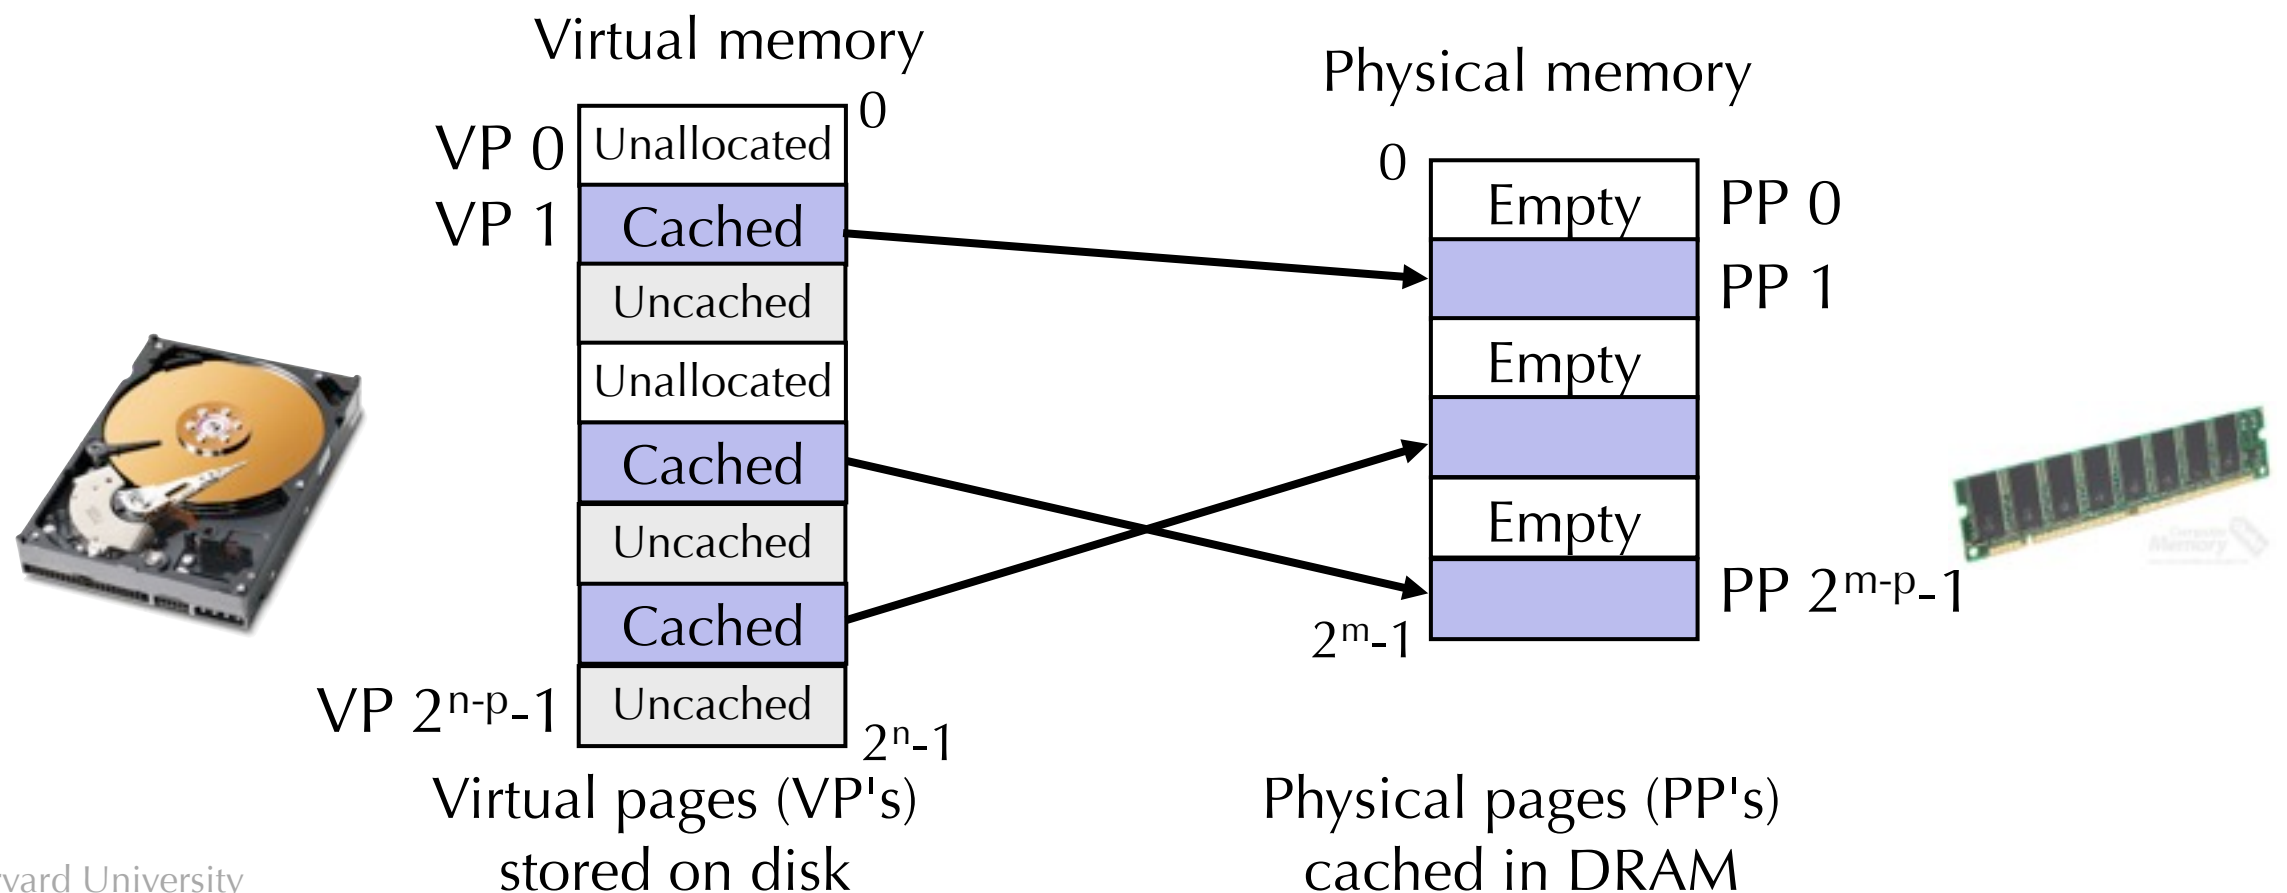 Virtual memory
Physical memory
0
VP 0
Unallocated
VP 1
Cached
Uncached
Unallocated
Cached
Uncached
Cached
VP 2ⁿ⁻ᵖ-1
Uncached
2ⁿ-1
0
Empty
PP 0
PP 1
Empty
Empty
PP 2ᵐ⁻ᵖ-1
2ᵐ-1
Computer
Memory
Virtual pages (VP's)
stored on disk
Physical pages (PP's)
cached in DRAM
University